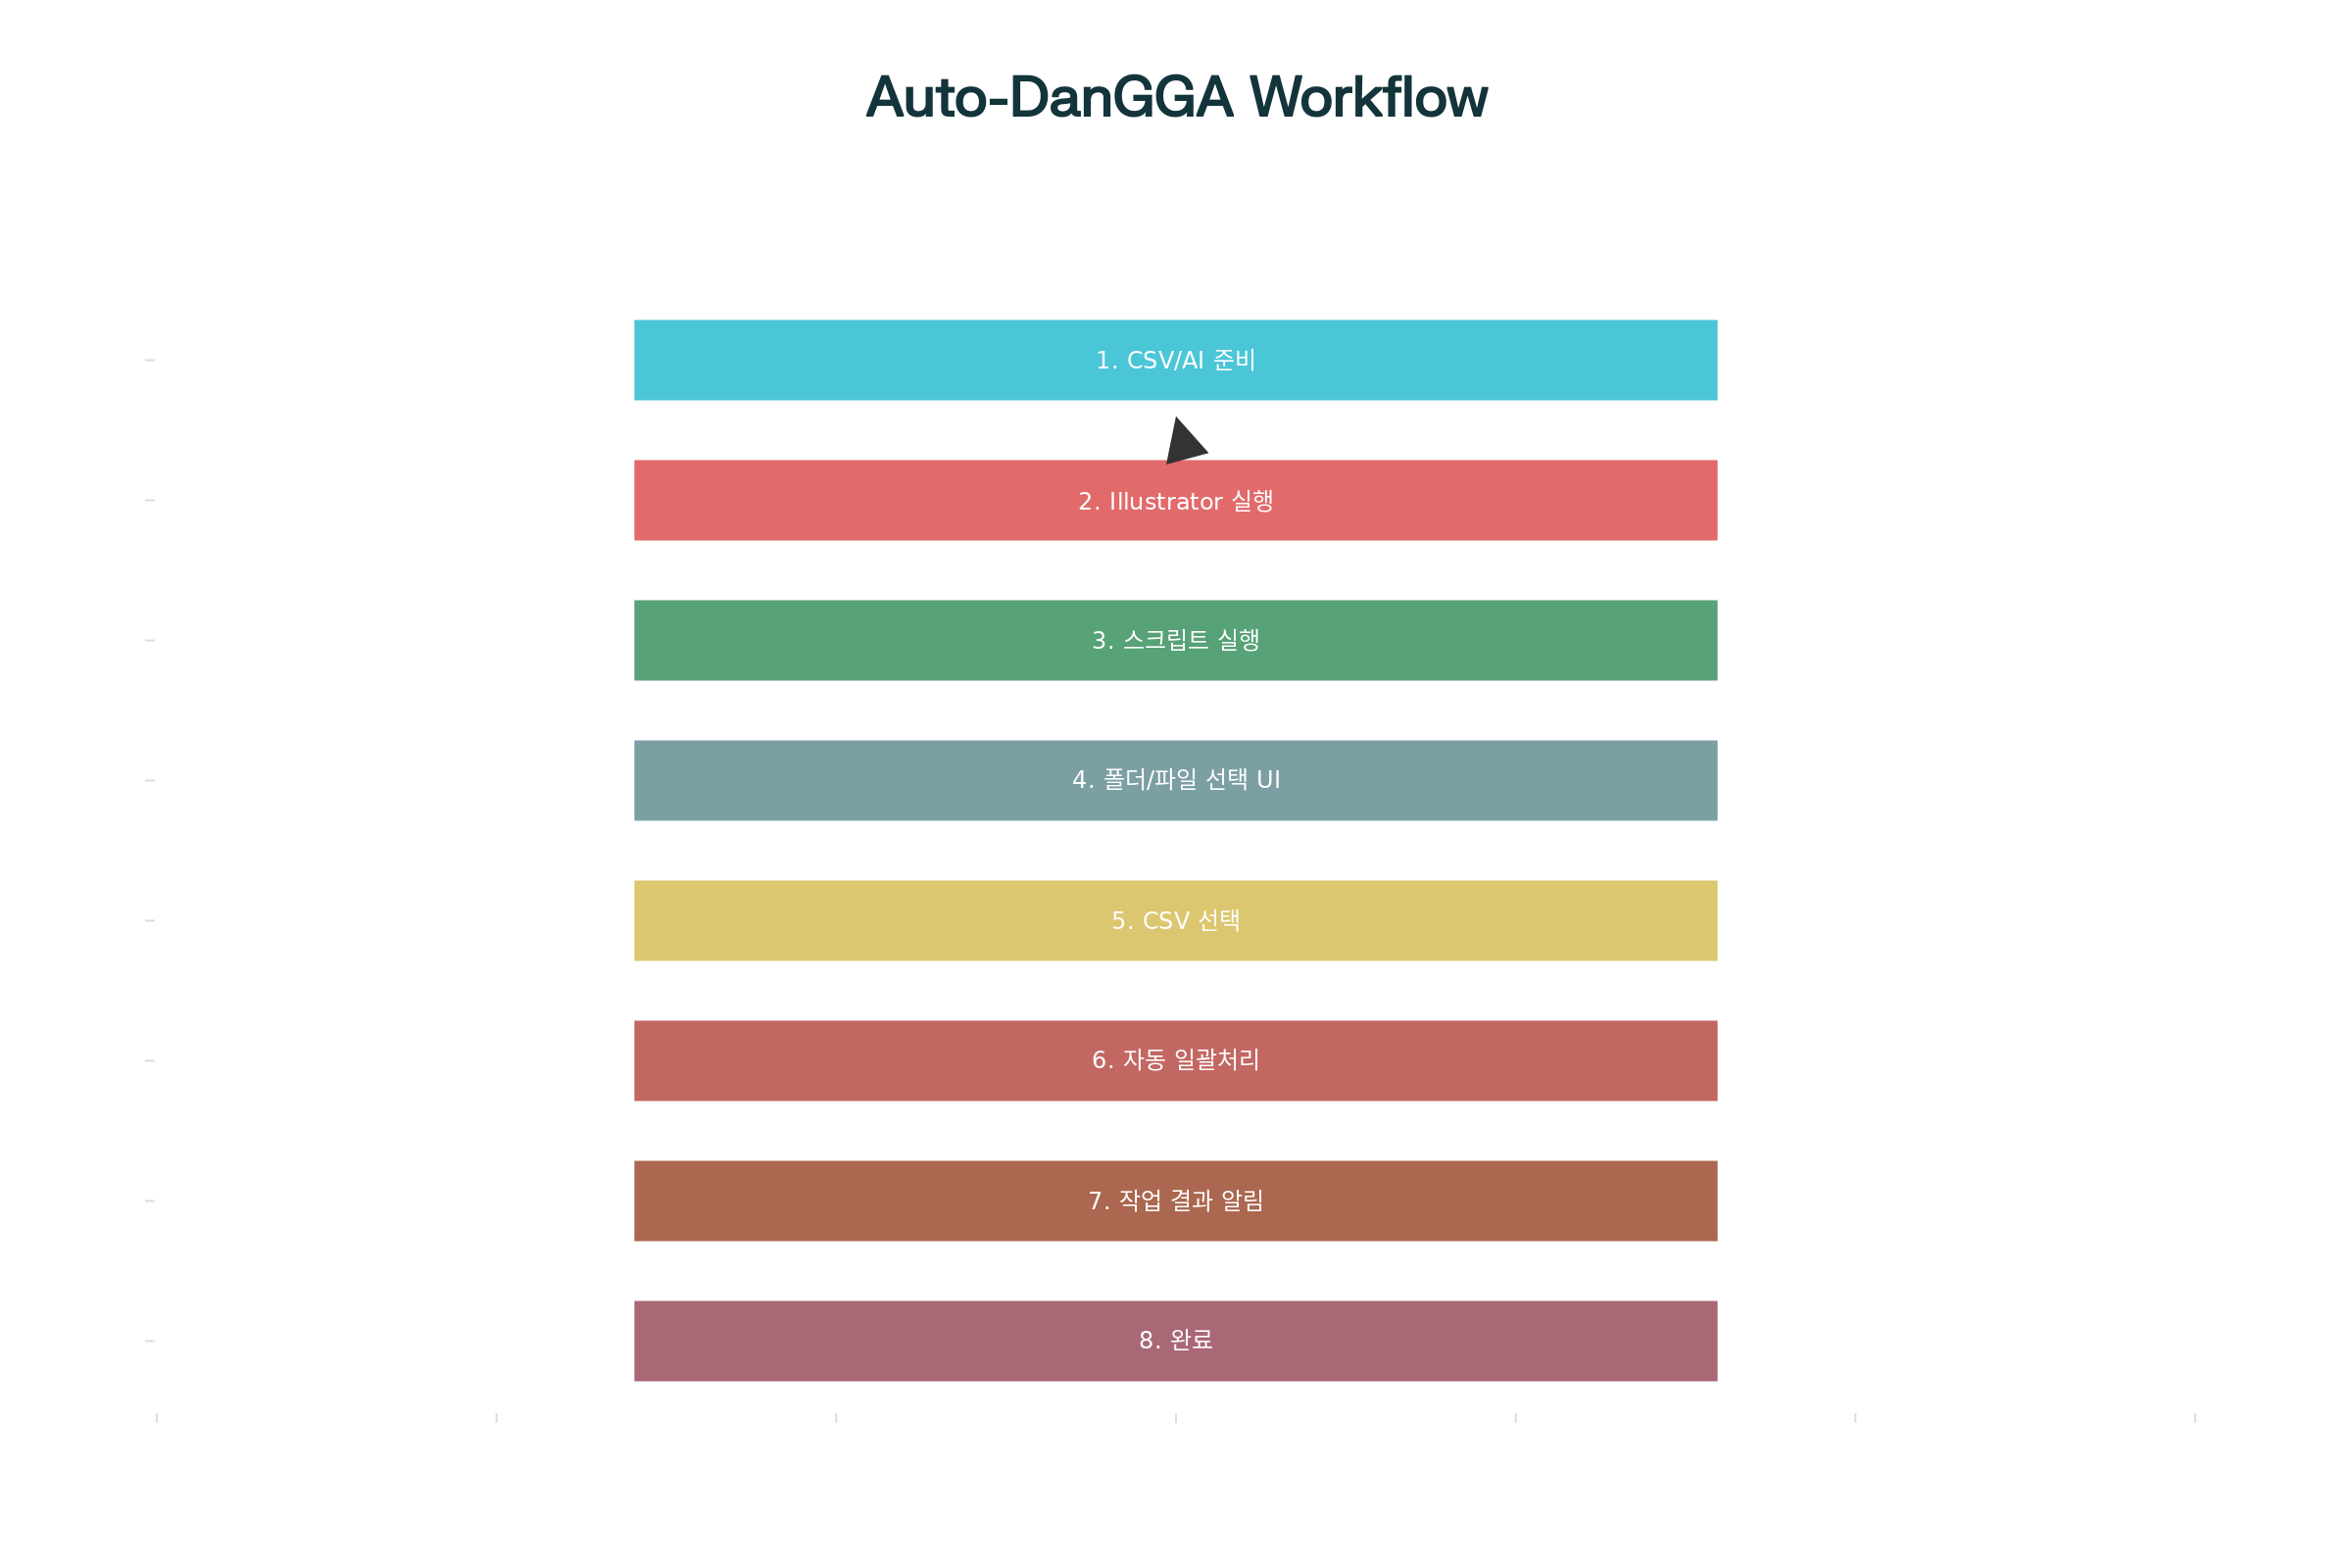 Auto-DanGGA Workflow
1. CSV/AI 준비
2. Illustrator 실행
3. 스크립트 실행
4. 폴더/파일 선택 UI
5. CSV 선택
6. 자동 일괄처리
7. 작업 결과 알림
8. 완료